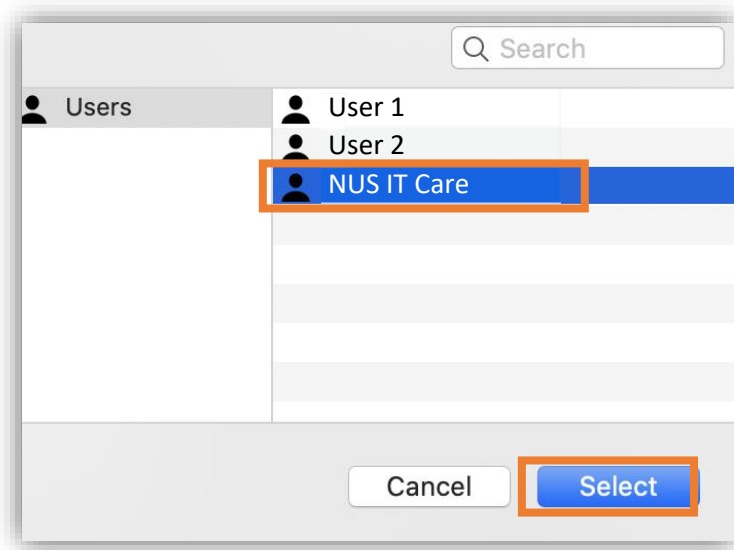 Search
Users
User 1
User 2
NUS IT Care
Cancel
Select